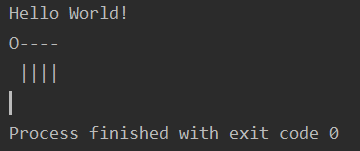 Hello World!
O----
 ||||
Process finished with exit code 0